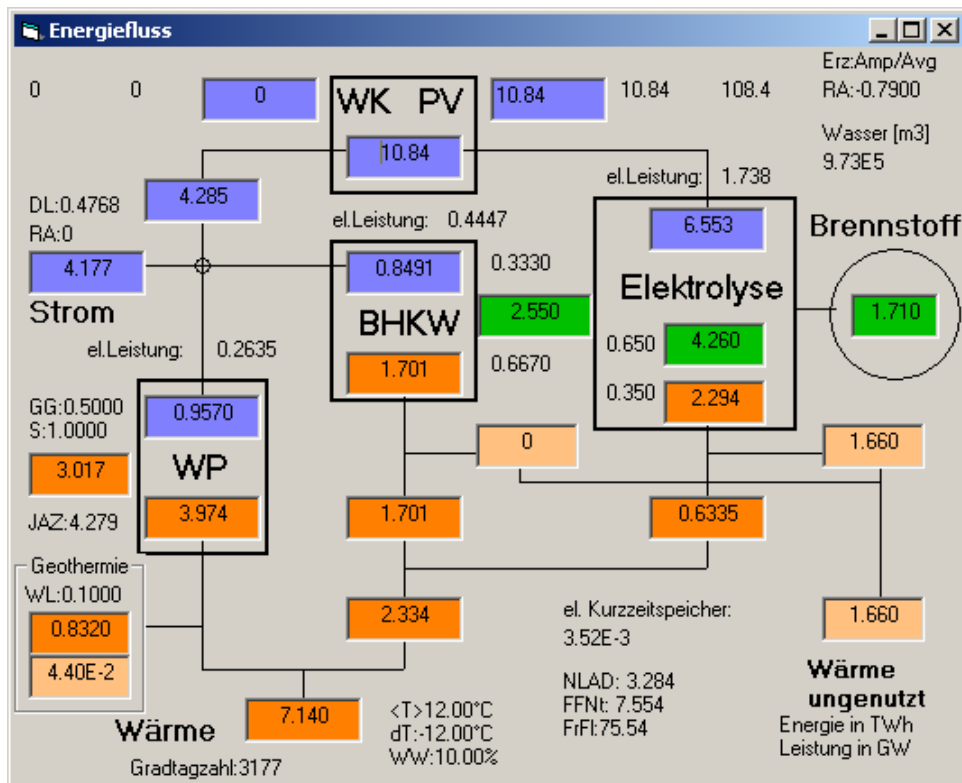 Energiefluss
Erz:Amp/Avg
RA:-0.7900
0 0 0 WK PV 10.84 10.84 108.4
Wasser [m3]
9.73E5
10.84
el.Leistung: 1.738
4.285
DL:0.4768
RA:0
el.Leistung: 0.4447
6.553
Brennstoff
4.177
0.8491 0.3330
Elektrolyse
Strom
BHKW 2.550
1.710
el.Leistung: 0.2635
0.650 4.260
1.701 0.6670
0.350 2.294
GG:0.5000
S:1.0000
0.9570
WP
0 1.660
3.017
3.974 1.701 0.6335
JAZ:4.279
Geothermie
WL:0.1000
0.8320
4.40E-2
2.334
el. Kurzzeitspeicher:
3.52E-3
1.660
Wärme
ungenutzt
Energie in TWh
Leistung in GW
NLAD: 3.284
FFNt: 7.554
FrFl:75.54
Wärme 7.140
<T>12.00°C
dT:-12.00°C
WW:10.00%
Gradtagzahl:3177